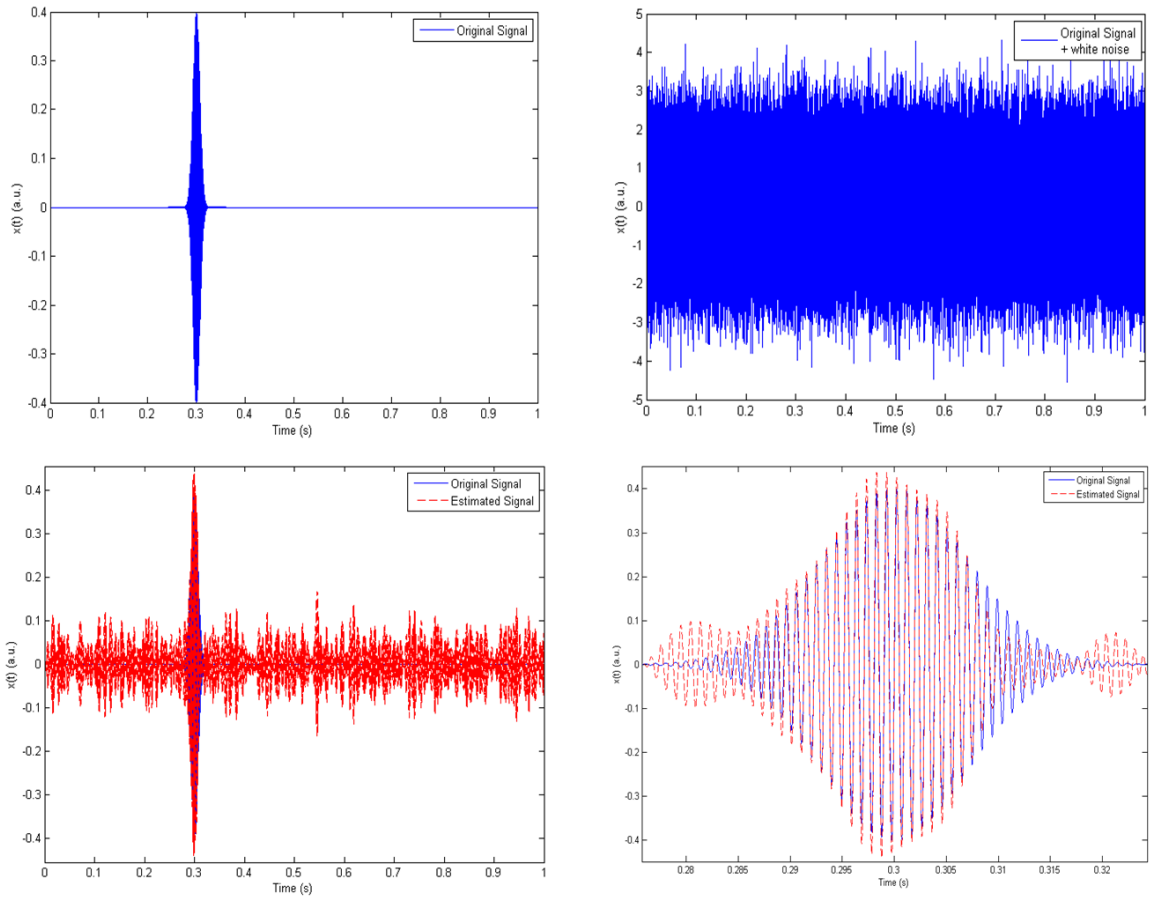 0.4
0.3
0.2
0.1
0
-0.1
-0.2
-0.3
-0.4
x(t) (a.u.)
0 0.1 0.2 0.3 0.4 0.5 0.6 0.7 0.8 0.9 1
Time (s)
Original Signal
5
4
3
2
1
0
-1
-2
-3
-4
-5
x(t) (a.u.)
0 0.1 0.2 0.3 0.4 0.5 0.6 0.7 0.8 0.9 1
Time (s)
Original Signal
+ white noise
0.4
0.3
0.2
0.1
0
-0.1
-0.2
-0.3
-0.4
x(t) (a.u.)
0 0.1 0.2 0.3 0.4 0.5 0.6 0.7 0.8 0.9 1
Time (s)
Original Signal
Estimated Signal
0.4
0.3
0.2
0.1
0
-0.1
-0.2
-0.3
-0.4
x(t) (a.u.)
0.28 0.285 0.29 0.295 0.3 0.305 0.31 0.315 0.32
Time (s)
Original Signal
Estimated Signal